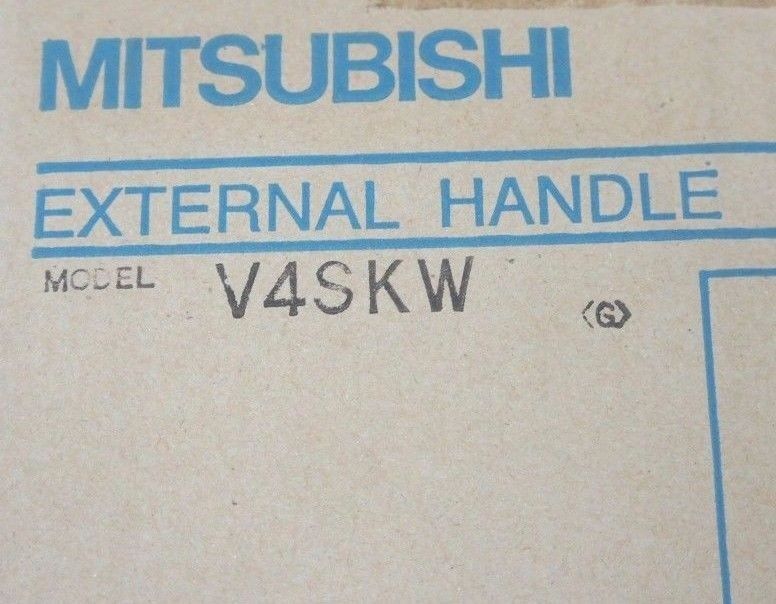 MITSUBISHI
EXTERNAL HANDLE
MODEL V4SKW <G>